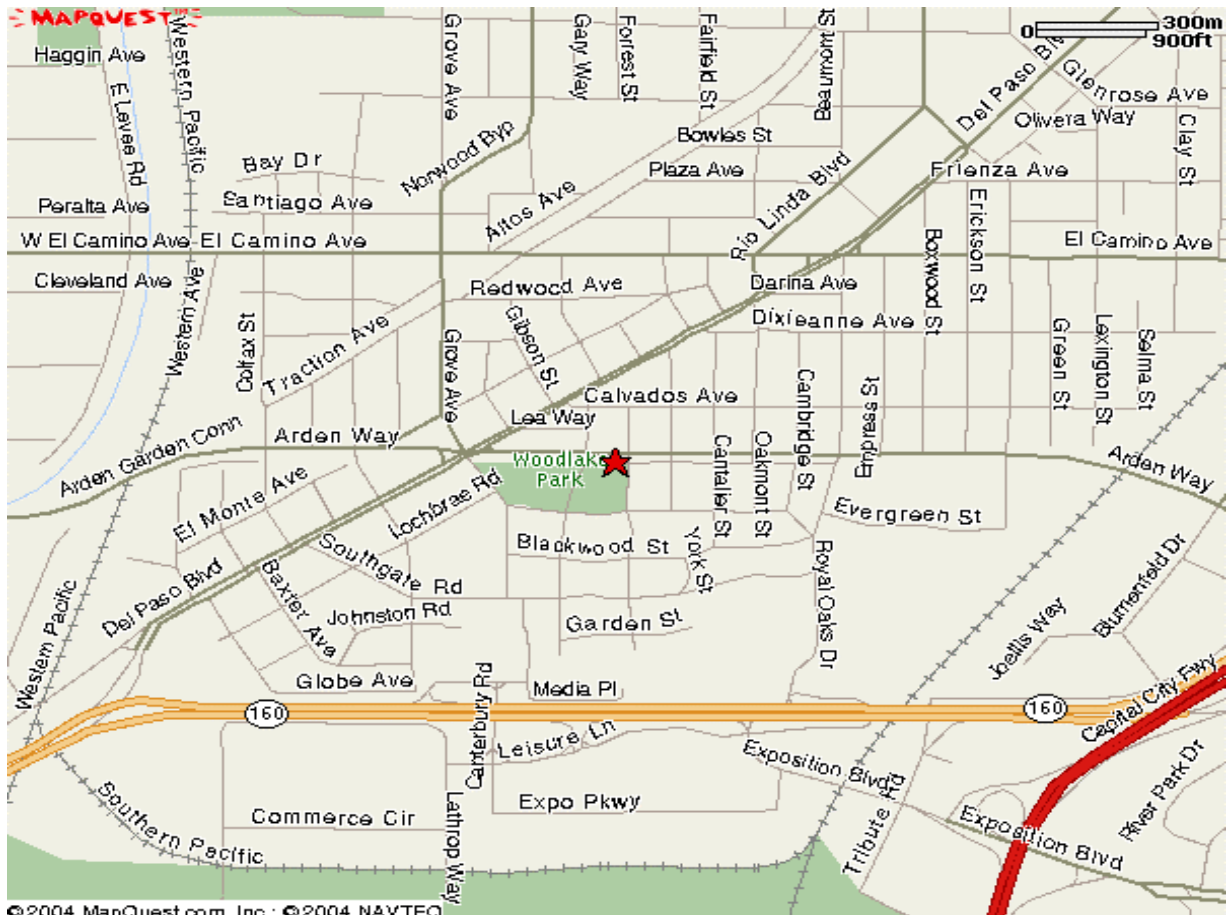 MAPQUEST
300m
0
900ft
Haggin Ave
E Levee Rd
Western Pacific
Grove Ave
Gary Way
Forrest St
Fairfield St
Baumont St
Del Paso Blvd
Glenrose Ave
Olivera Way
Clay St
Bowles St
Norwood Byp
Bay Dr
Plaza Ave
Frienza Ave
Rio Linda Blvd
Santiago Ave
Peralta Ave
Altos Ave
Erickson St
W El Camino Ave
El Camino Ave
El Camino Ave
Boxwood St
Cleveland Ave
Western Ave
Redwood Ave
Darina Ave
Dixieanne Ave
Colfax St
Traction Ave
Grove Ave
Gibson St
Green St
Lexington St
Selma St
Calvados Ave
Cambridge St
Empress St
Lea Way
Arden Way
Arden Garden Conn
Woodlake
Park
Cantalier St
Oakmont St
Arden Way
El Monte Ave
Lochbrae Rd
Evergreen St
Southgate Rd
Blackwood St
York St
Royal Oaks Dr
Blumenfeld Dr
Del Paso Blvd
Baxter Ave
Johnston Rd
Garden St
Joellis Way
Western Pacific
Globe Ave
Canterbury Rd
Media Pl
160
160
Capital City Fwy
Leisure Ln
Exposition Blvd
Tribute Rd
River Park Dr
Southern Pacific
Commerce Cir
Lathrop Way
Expo Pkwy
Exposition Blvd
©2004 MapQuest.com, Inc.; ©2004 NAVTEQ